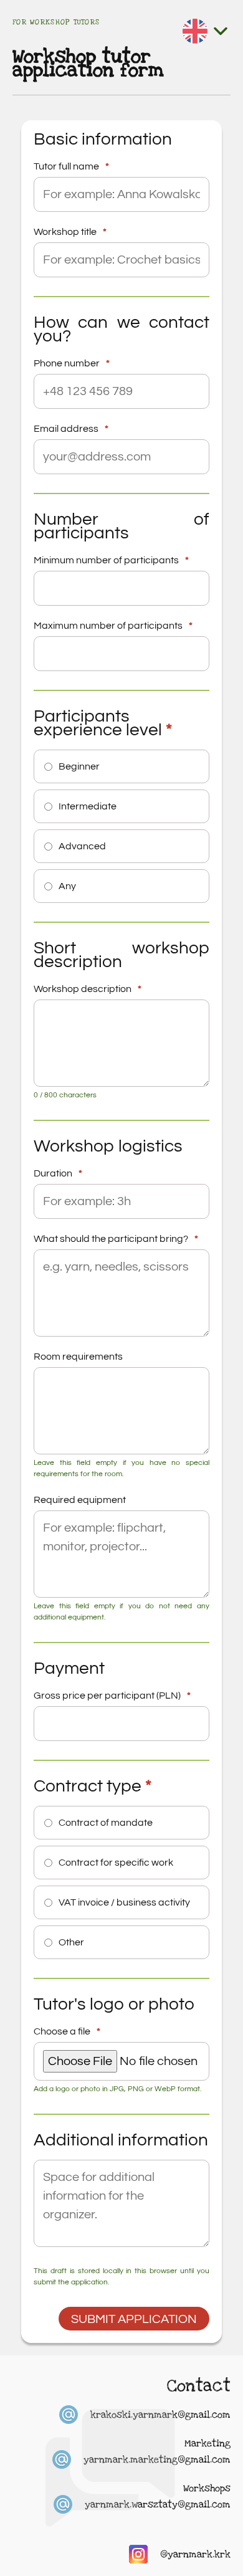 FOR WORKSHOP TUTORS
Workshop tutor
application form
Basic information
Tutor full name *
For example: Anna Kowalska
Workshop title *
For example: Crochet basics
How can we contact
you?
Phone number *
+48 123 456 789
Email address *
your@address.com
Number of
participants
Minimum number of participants *
Maximum number of participants *
Participants
experience level *
Beginner
Intermediate
Advanced
Any
Short workshop
description
Workshop description *
0 / 800 characters
Workshop logistics
Duration *
For example: 3h
What should the participant bring? *
e.g. yarn, needles, scissors
Room requirements
Leave this field empty if you have no special
requirements for the room.
Required equipment
For example: flipchart,
monitor, projector...
Leave this field empty if you do not need any
additional equipment.
Payment
Gross price per participant (PLN) *
Contract type *
Contract of mandate
Contract for specific work
VAT invoice / business activity
Other
Tutor's logo or photo
Choose a file *
Choose File No file chosen
Add a logo or photo in JPG, PNG or WebP format.
Additional information
Space for additional
information for the
organizer.
This draft is stored locally in this browser until you
submit the application.
SUBMIT APPLICATION
Contact
krakoski.yarnmark@gmail.com
Marketing
yarnmark.marketing@gmail.com
Workshops
yarnmark.warsztaty@gmail.com
@yarnmark.krk